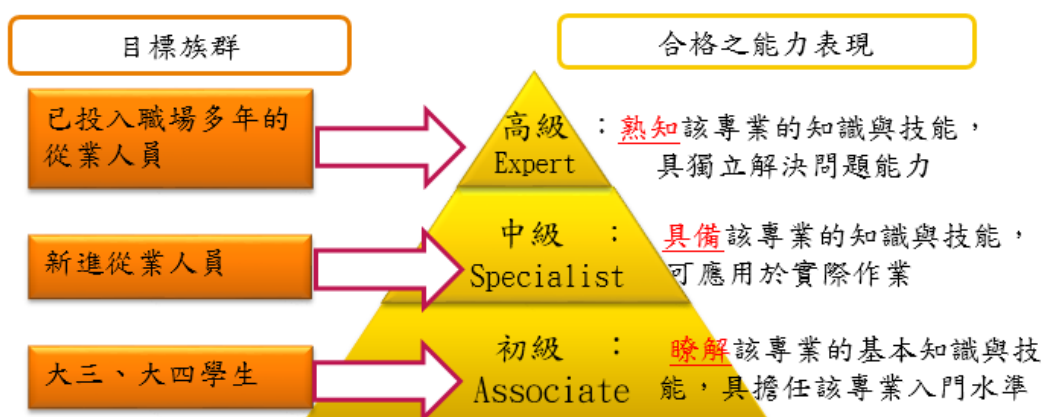 目標族群
合格之能力表現
已投入職場多年的
從業人員
高級 : 熟知該專業的知識與技能，
Expert 具獨立解決問題能力
新進從業人員
中級 : 具備該專業的知識與技能，
Specialist 可應用於實際作業
大三、大四學生
初級 : 瞭解該專業的基本知識與技
Associate 能，具擔任該專業入門水準